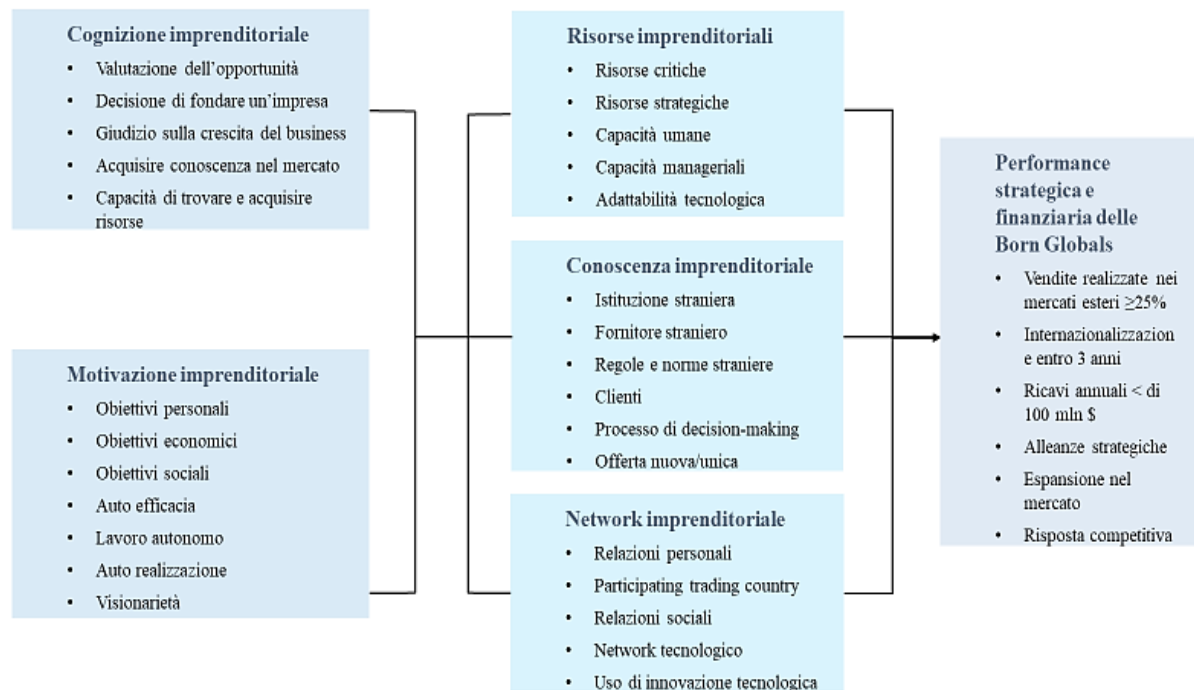 Cognizione imprenditoriale
• Valutazione dell'opportunità
• Decisione di fondare un'impresa
• Giudizio sulla crescita del business
• Acquisire conoscenza nel mercato
• Capacità di trovare e acquisire
risorse
Motivazione imprenditoriale
• Obiettivi personali
• Obiettivi economici
• Obiettivi sociali
• Auto efficacia
• Lavoro autonomo
• Auto realizzazione
• Visionarietà
Risorse imprenditoriali
• Risorse critiche
• Risorse strategiche
• Capacità umane
• Capacità manageriali
• Adattabilità tecnologica
Conoscenza imprenditoriale
• Istituzione straniera
• Fornitore straniero
• Regole e norme straniere
• Clienti
• Processo di decision-making
• Offerta nuova/unica
Network imprenditoriale
• Relazioni personali
• Participating trading country
• Relazioni sociali
• Network tecnologico
• Uso di innovazione tecnologica
Performance
strategica e
finanziaria delle
Born Globals
• Vendite realizzate nei
mercati esteri ≥25%
• Internazionalizzazion
e entro 3 anni
• Ricavi annuali < di
100 mln $
• Alleanze strategiche
• Espansione nel
mercato
• Risposta competitiva